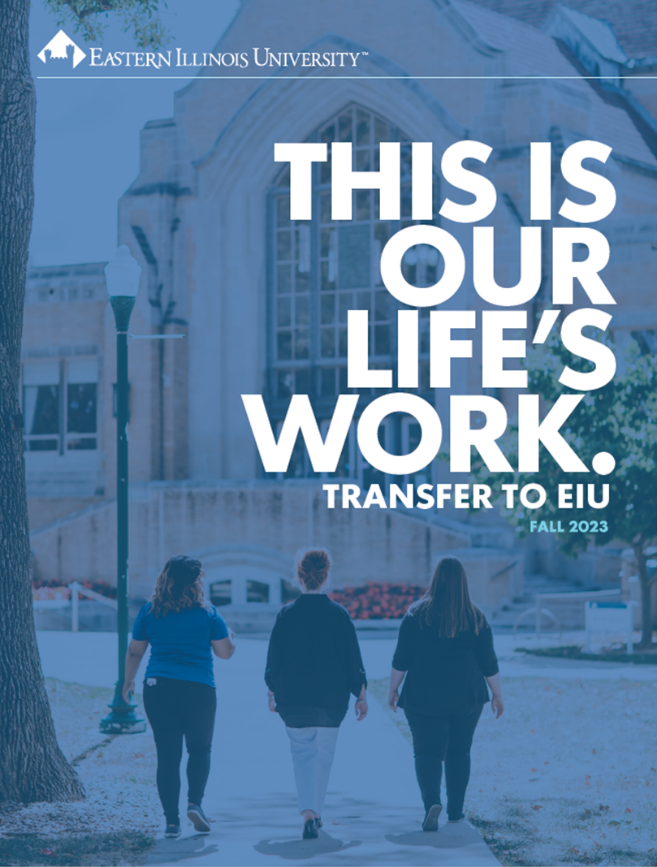 EASTERN ILLINOIS UNIVERSITY™
THIS IS
OUR
LIFE'S
WORK.
TRANSFER TO EIU
FALL 2023